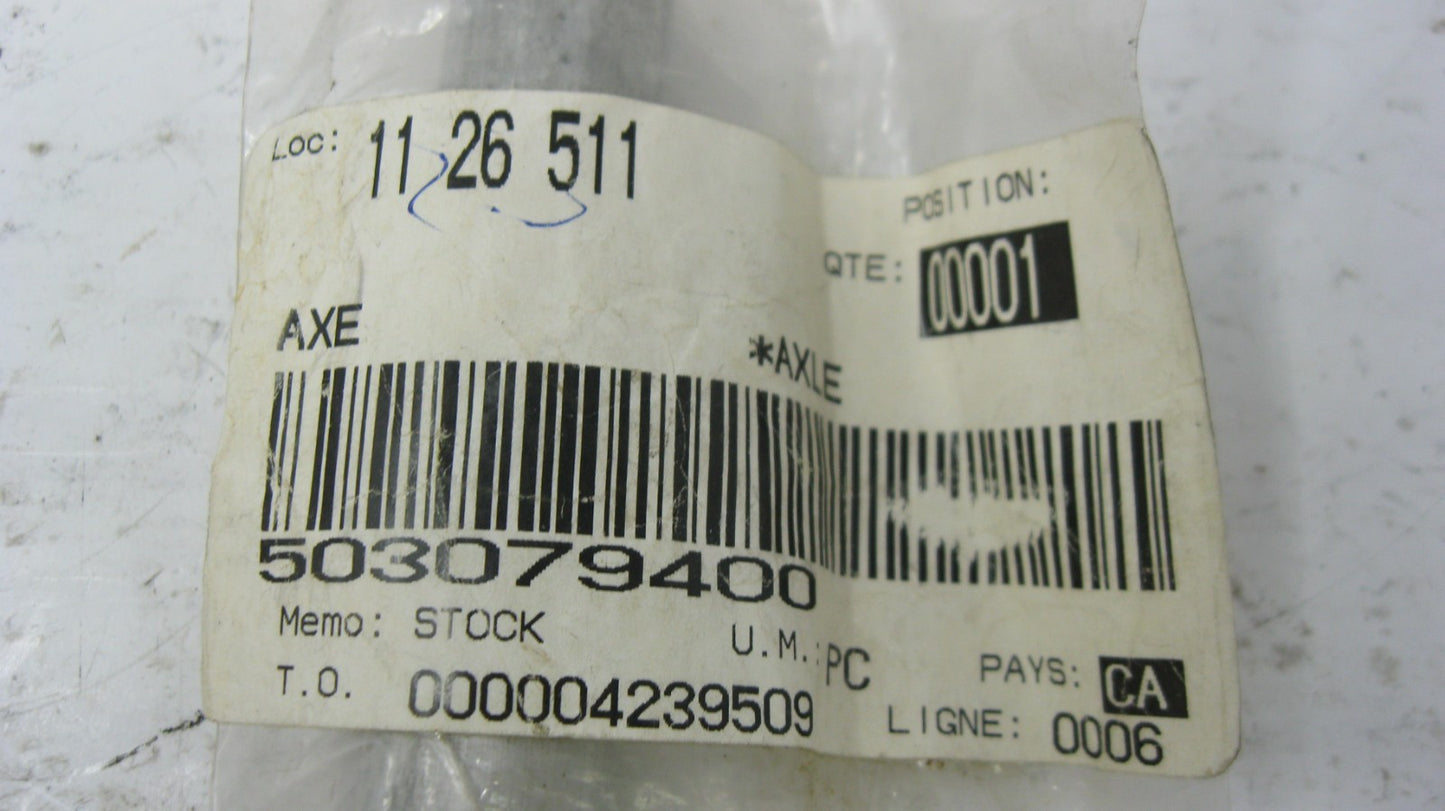 Loc: 11 26 511
POSITION:
QTE: 00001
AXE *AXLE
503079400
Memo: STOCK U.M.: PC PAYS: CA
T.O. 000004239509 LIGNE: 0006